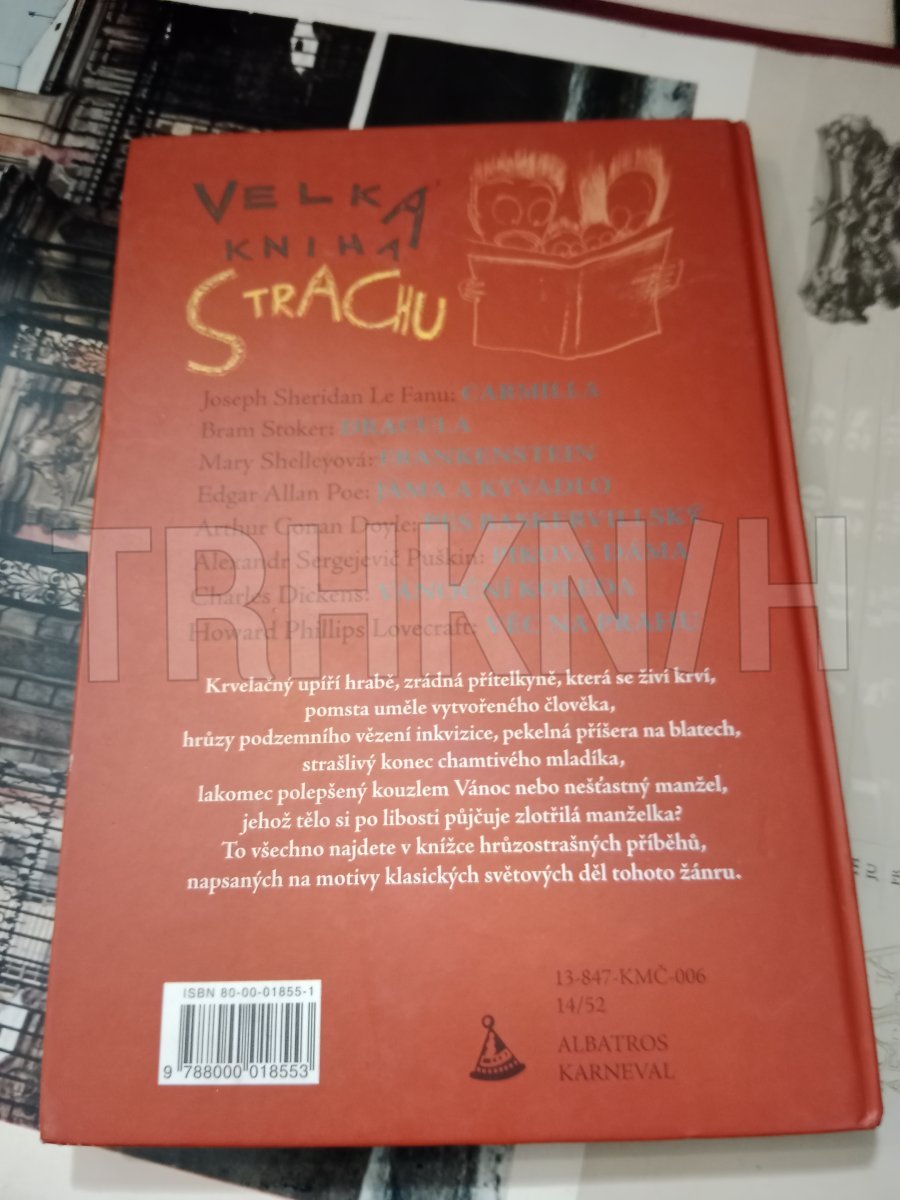 VELKÁ
KNIHA
STRACHU
Joseph Sheridan Le Fanu: CARMILLA
Bram Stoker: DRACULA
Mary Shelleyová: FRANKENSTEIN
Edgar Allan Poe: JÁMA A KYVADLO
Arthur Conan Doyle: PES BASKERVILLSKÝ
Alexandr Sergejevič Puškin: PIKOVÁ DÁMA
Charles Dickens: VÁNOČNÍ KOLEDA
Howard Phillips Lovecraft: VĚC NA PRAHU
TRHKNIH
Krvelačný upíří hrabě, zrádná přítelkyně, která se živí krví,
pomsta uměle vytvořeného člověka,
hrůzy podzemního vězení inkvizice, pekelná příšera na blatech,
strašlivý konec chamtivého mladíka,
lakomec polepšený kouzlem Vánoc nebo nešťastný manžel,
jehož tělo si po libosti půjčuje zlotřilá manželka?
To všechno najdete v knížce hrůzostrašných příběhů,
napsaných na motivy klasických světových děl tohoto žánru.
ISBN 80-00-01855-1
9 788000 018553
13-847-KMČ-006
14/52
ALBATROS
KARNEVAL